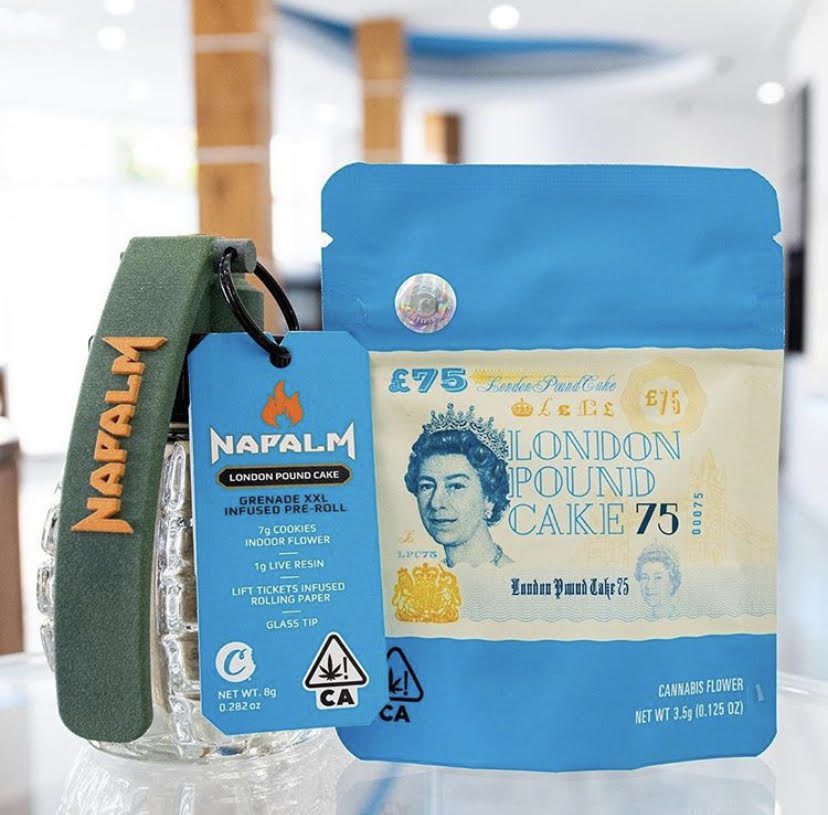 NAPALM
NAPALM
LONDON POUND CAKE
GRENADE XXL
INFUSED PRE-ROLL
7g COOKIES
INDOOR FLOWER
1g LIVE RESIN
LIFT TICKETS INFUSED
ROLLING PAPER
GLASS TIP
C
NET WT. 8g
0.282 oz
!
CA
£75
London Pound Cake
£75
LONDON
POUND
CAKE 75
00075
£
LPC75
London Pound Cake 75
!
CA
CANNABIS FLOWER
NET WT 3.5g (0.125 OZ)